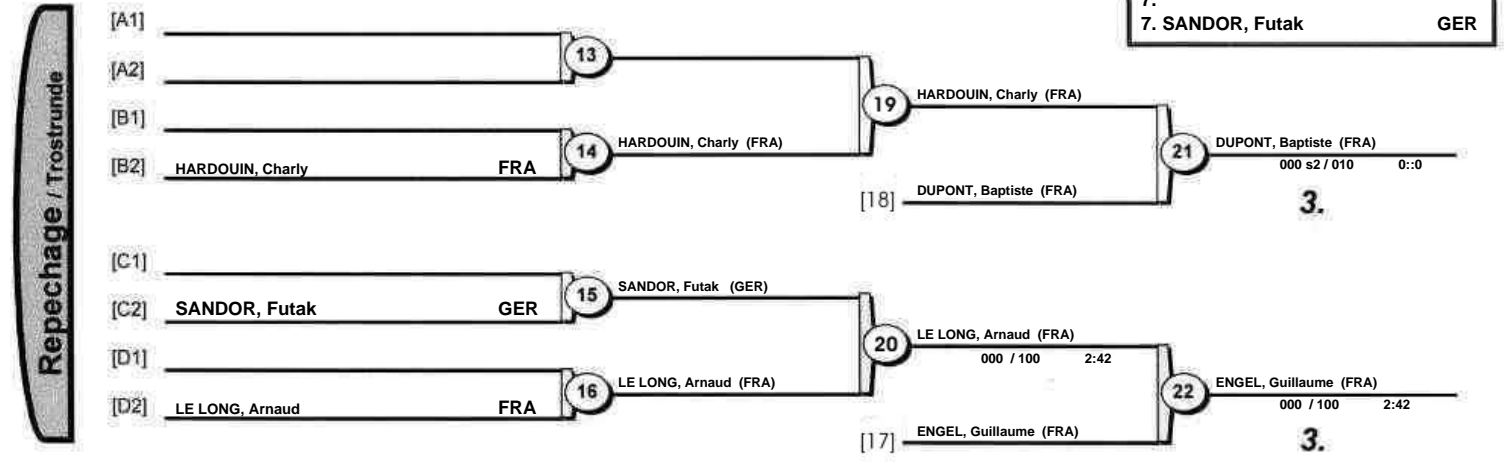 7.
7. SANDOR, Futak GER
Repechage / Trostrunde
[A1]
13
[A2]
HARDOUIN, Charly (FRA)
19
[B1]
HARDOUIN, Charly (FRA)
14
DUPONT, Baptiste (FRA)
21
[B2] HARDOUIN, Charly FRA
000 s2 / 010 0::0
[18] DUPONT, Baptiste (FRA)
3.
[C1]
SANDOR, Futak (GER)
15
[C2] SANDOR, Futak GER
LE LONG, Arnaud (FRA)
20
000 / 100 2:42
[D1]
LE LONG, Arnaud (FRA)
16
ENGEL, Guillaume (FRA)
22
[D2] LE LONG, Arnaud FRA
000 / 100 2:42
[17] ENGEL, Guillaume (FRA)
3.